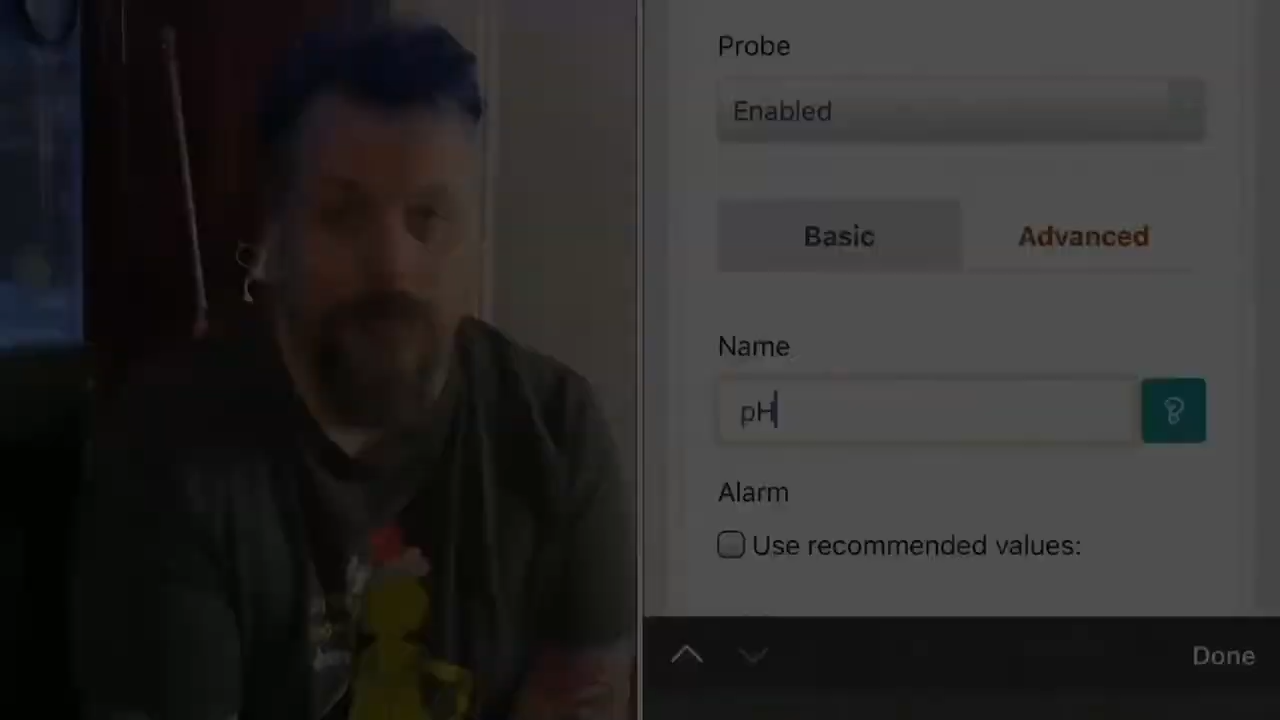 Probe
Enabled
Basic
Advanced
Name
pH
?
Alarm
Use recommended values:
Done